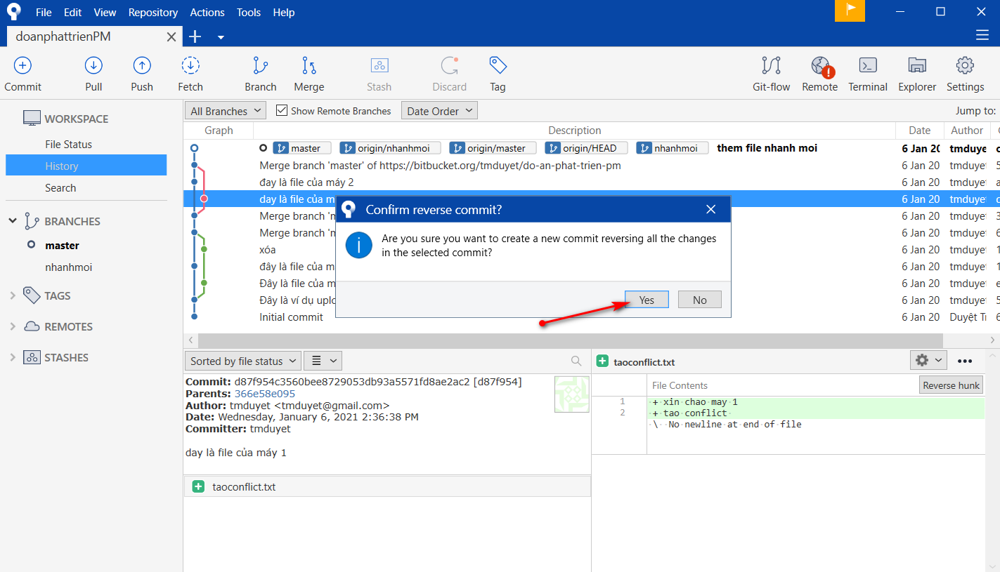 File Edit View Repository Actions Tools Help
doanphattrienPM
Commit Pull Push Fetch Branch Merge Stash Discard Tag Git-flow Remote Terminal Explorer Settings
WORKSPACE
File Status
History
Search
BRANCHES
master
nhanhmoi
TAGS
REMOTES
STASHES
All Branches Show Remote Branches Date Order Jump to:
Graph Description Date Author
master origin/nhanhmoi origin/master origin/HEAD nhanhmoi them file nhanh moi 6 Jan 20 tmduye
Merge branch 'master' of https://bitbucket.org/tmduyet/do-an-phat-trien-pm 6 Jan 20 tmduyet
đay là file của máy 2 6 Jan 20 tmduyet
day là file của m 6 Jan 20 tmduyet
Merge branch 'm 6 Jan 20 tmduyet
Merge branch 'm 6 Jan 20 tmduyet
xóa 6 Jan 20 tmduyet
đây là file của m 6 Jan 20 tmduyet
Đây là file của m 6 Jan 20 tmduyet
Đây là ví dụ uplo 6 Jan 20 tmduyet
Initial commit 6 Jan 20 Duyệt Tr
Confirm reverse commit?
Are you sure you want to create a new commit reversing all the changes
in the selected commit?
Yes No
Sorted by file status
Commit: d87f954c3560bee8729053db93a5571fd8ae2ac2 [d87f954]
Parents: 366e58e095
Author: tmduyet <tmduyet@gmail.com>
Date: Wednesday, January 6, 2021 2:36:38 PM
Committer: tmduyet
day là file của máy 1
taoconflict.txt
taoconflict.txt
File Contents Reverse hunk
1 + xin chao may 1
2 + tao conflict
\ No newline at end of file